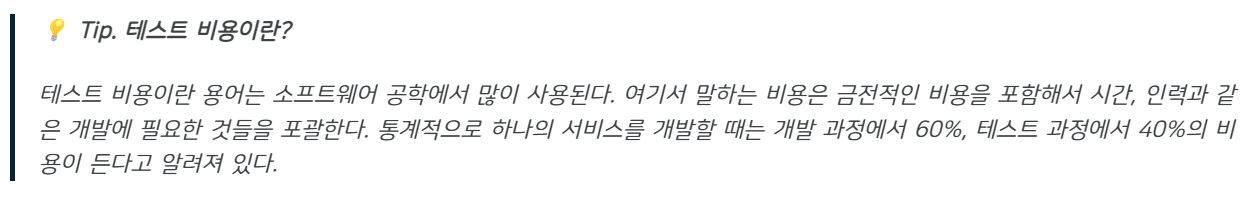 💡 Tip. 테스트 비용이란?
테스트 비용이란 용어는 소프트웨어 공학에서 많이 사용된다. 여기서 말하는 비용은 금전적인 비용을 포함해서 시간, 인력과 같
은 개발에 필요한 것들을 포괄한다. 통계적으로 하나의 서비스를 개발할 때는 개발 과정에서 60%, 테스트 과정에서 40%의 비
용이 든다고 알려져 있다.